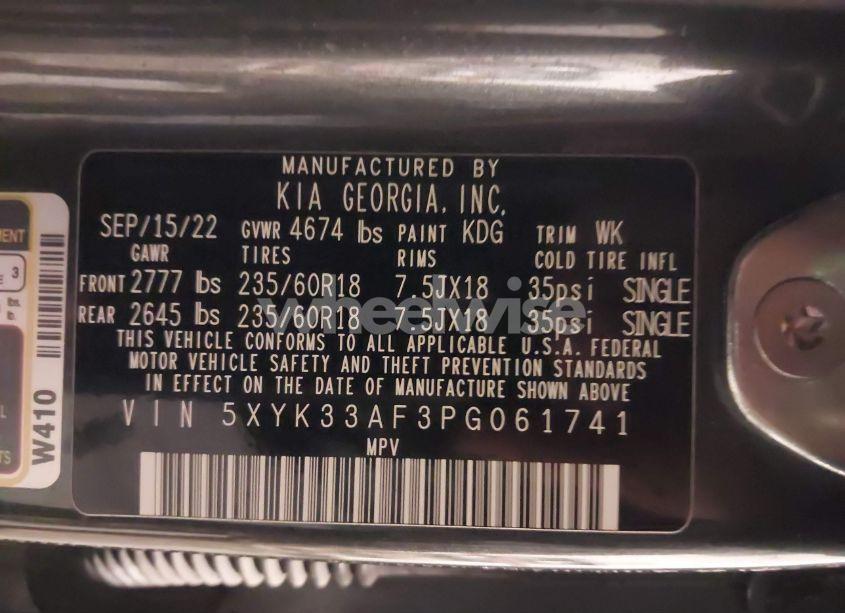 MANUFACTURED BY
KIA GEORGIA, INC.
SEP/15/22 GVWR 4674 lbs PAINT KDG TRIM WK
GAWR TIRES RIMS COLD TIRE INFL
FRONT 2777 lbs 235/60R18 7.5JX18 35psi SINGLE
REAR 2645 lbs 235/60R18 7.5JX18 35psi SINGLE
wheelwise
THIS VEHICLE CONFORMS TO ALL APPLICABLE U.S.A. FEDERAL
MOTOR VEHICLE SAFETY AND THEFT PREVENTION STANDARDS
IN EFFECT ON THE DATE OF MANUFACTURE SHOWN ABOVE
VIN 5XYK33AF3PG061741
MPV
W410
3
lbs.
lb.